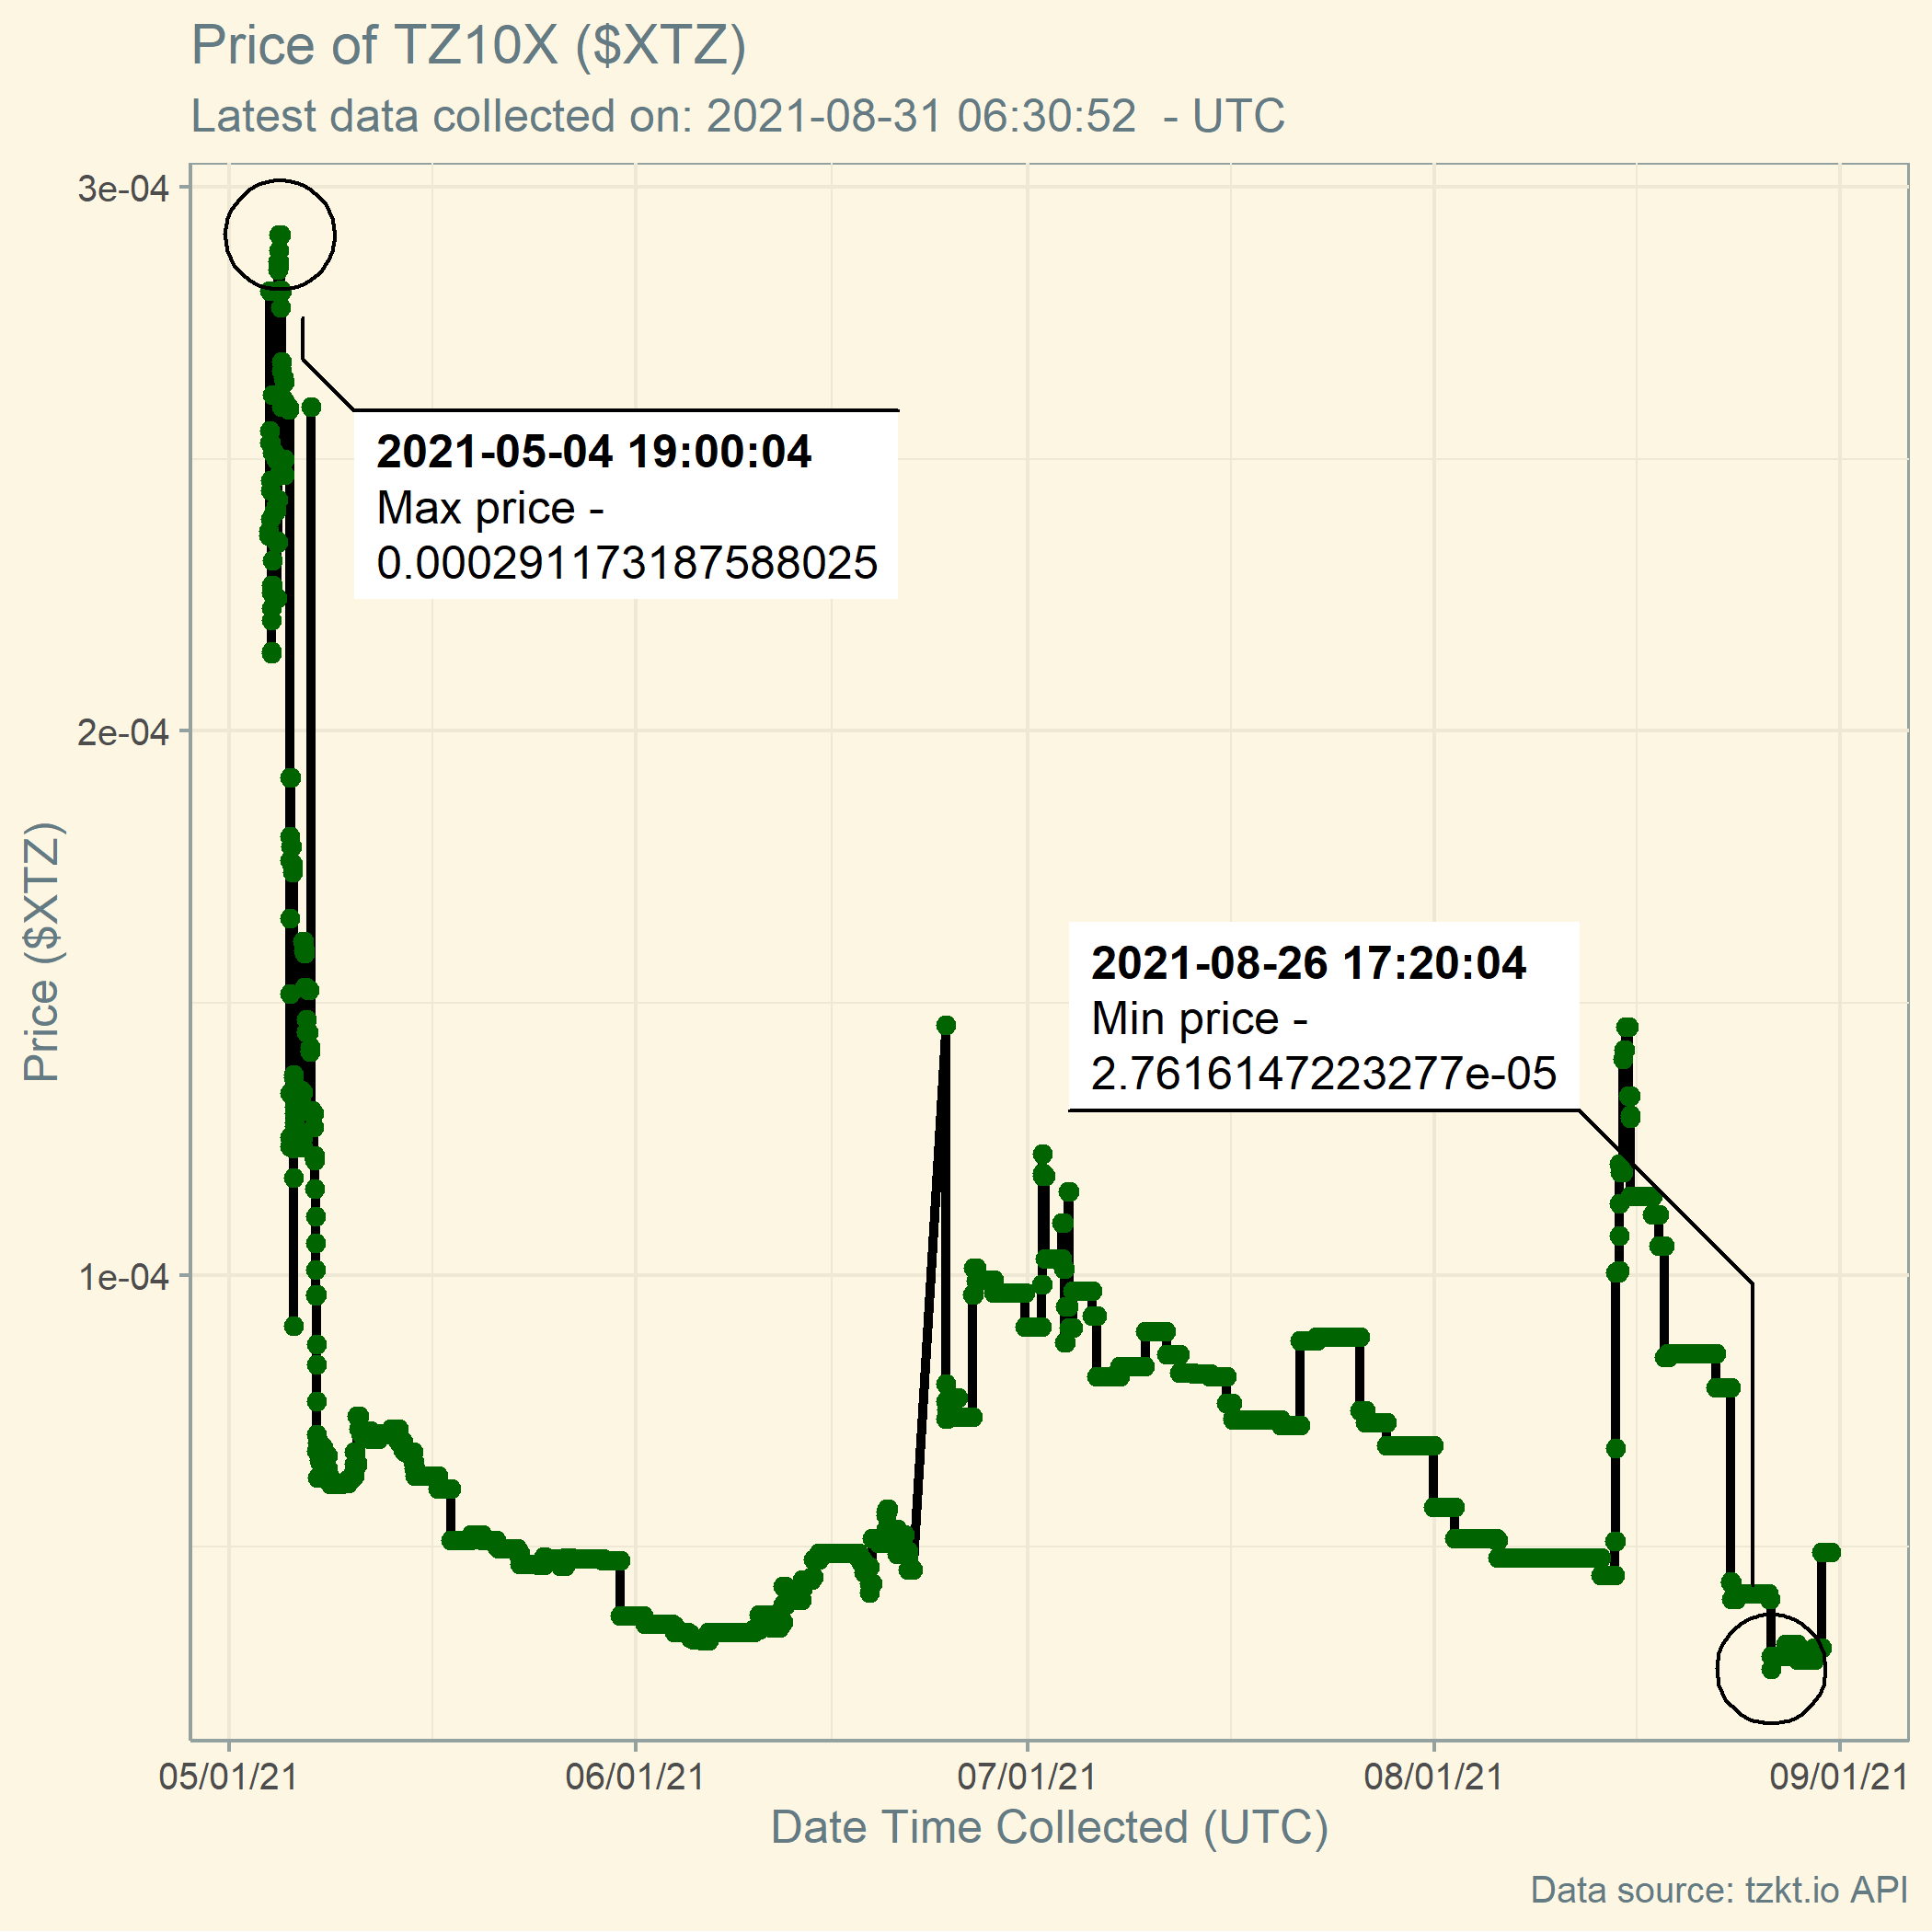 Price of TZ10X ($XTZ)
Latest data collected on: 2021-08-31 06:30:52 - UTC
3e-04
2e-04
1e-04
Price ($XTZ)
2021-05-04 19:00:04
Max price -
0.000291173187588025
2021-08-26 17:20:04
Min price -
2.7616147223277e-05
05/01/21
06/01/21
07/01/21
08/01/21
09/01/21
Date Time Collected (UTC)
Data source: tzkt.io API